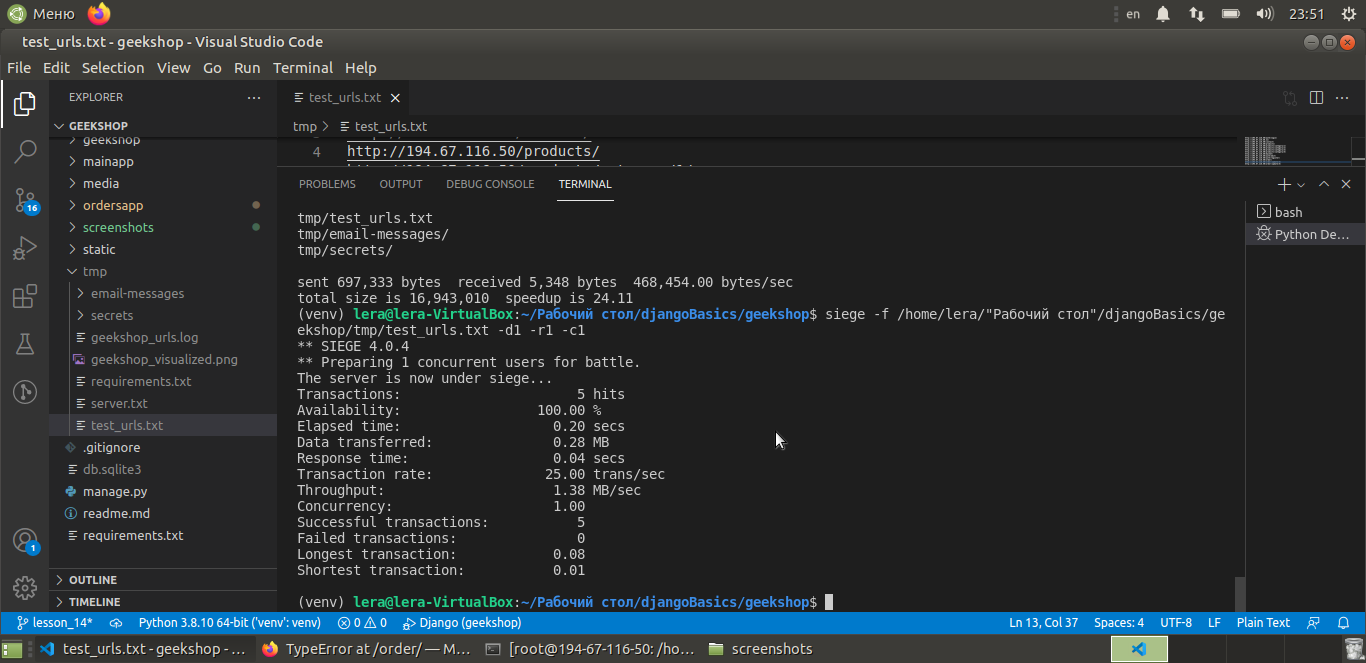 Меню
en
23:51
test_urls.txt - geekshop - Visual Studio Code
File Edit Selection View Go Run Terminal Help
EXPLORER
GEEKSHOP
geekshop
mainapp
media
ordersapp
screenshots
static
tmp
email-messages
secrets
geekshop_urls.log
geekshop_visualized.png
requirements.txt
server.txt
test_urls.txt
.gitignore
db.sqlite3
manage.py
readme.md
requirements.txt
OUTLINE
TIMELINE
16
1
test_urls.txt
tmp > test_urls.txt
4 http://194.67.116.50/products/
PROBLEMS OUTPUT DEBUG CONSOLE TERMINAL
tmp/test_urls.txt
tmp/email-messages/
tmp/secrets/
sent 697,333 bytes received 5,348 bytes 468,454.00 bytes/sec
total size is 16,943,010 speedup is 24.11
(venv) lera@lera-VirtualBox:~/Рабочий стол/djangoBasics/geekshop$ siege -f /home/lera/"Рабочий стол"/djangoBasics/ge
ekshop/tmp/test_urls.txt -d1 -r1 -c1
** SIEGE 4.0.4
** Preparing 1 concurrent users for battle.
The server is now under siege...
Transactions: 5 hits
Availability: 100.00 %
Elapsed time: 0.20 secs
Data transferred: 0.28 MB
Response time: 0.04 secs
Transaction rate: 25.00 trans/sec
Throughput: 1.38 MB/sec
Concurrency: 1.00
Successful transactions: 5
Failed transactions: 0
Longest transaction: 0.08
Shortest transaction: 0.01
(venv) lera@lera-VirtualBox:~/Рабочий стол/djangoBasics/geekshop$
bash
Python De...
lesson_14* Python 3.8.10 64-bit ('venv': venv) 0 0 Django (geekshop) Ln 13, Col 37 Spaces: 4 UTF-8 LF Plain Text
test_urls.txt - geekshop - ... TypeError at /order/ — M... [root@194-67-116-50: /ho... screenshots